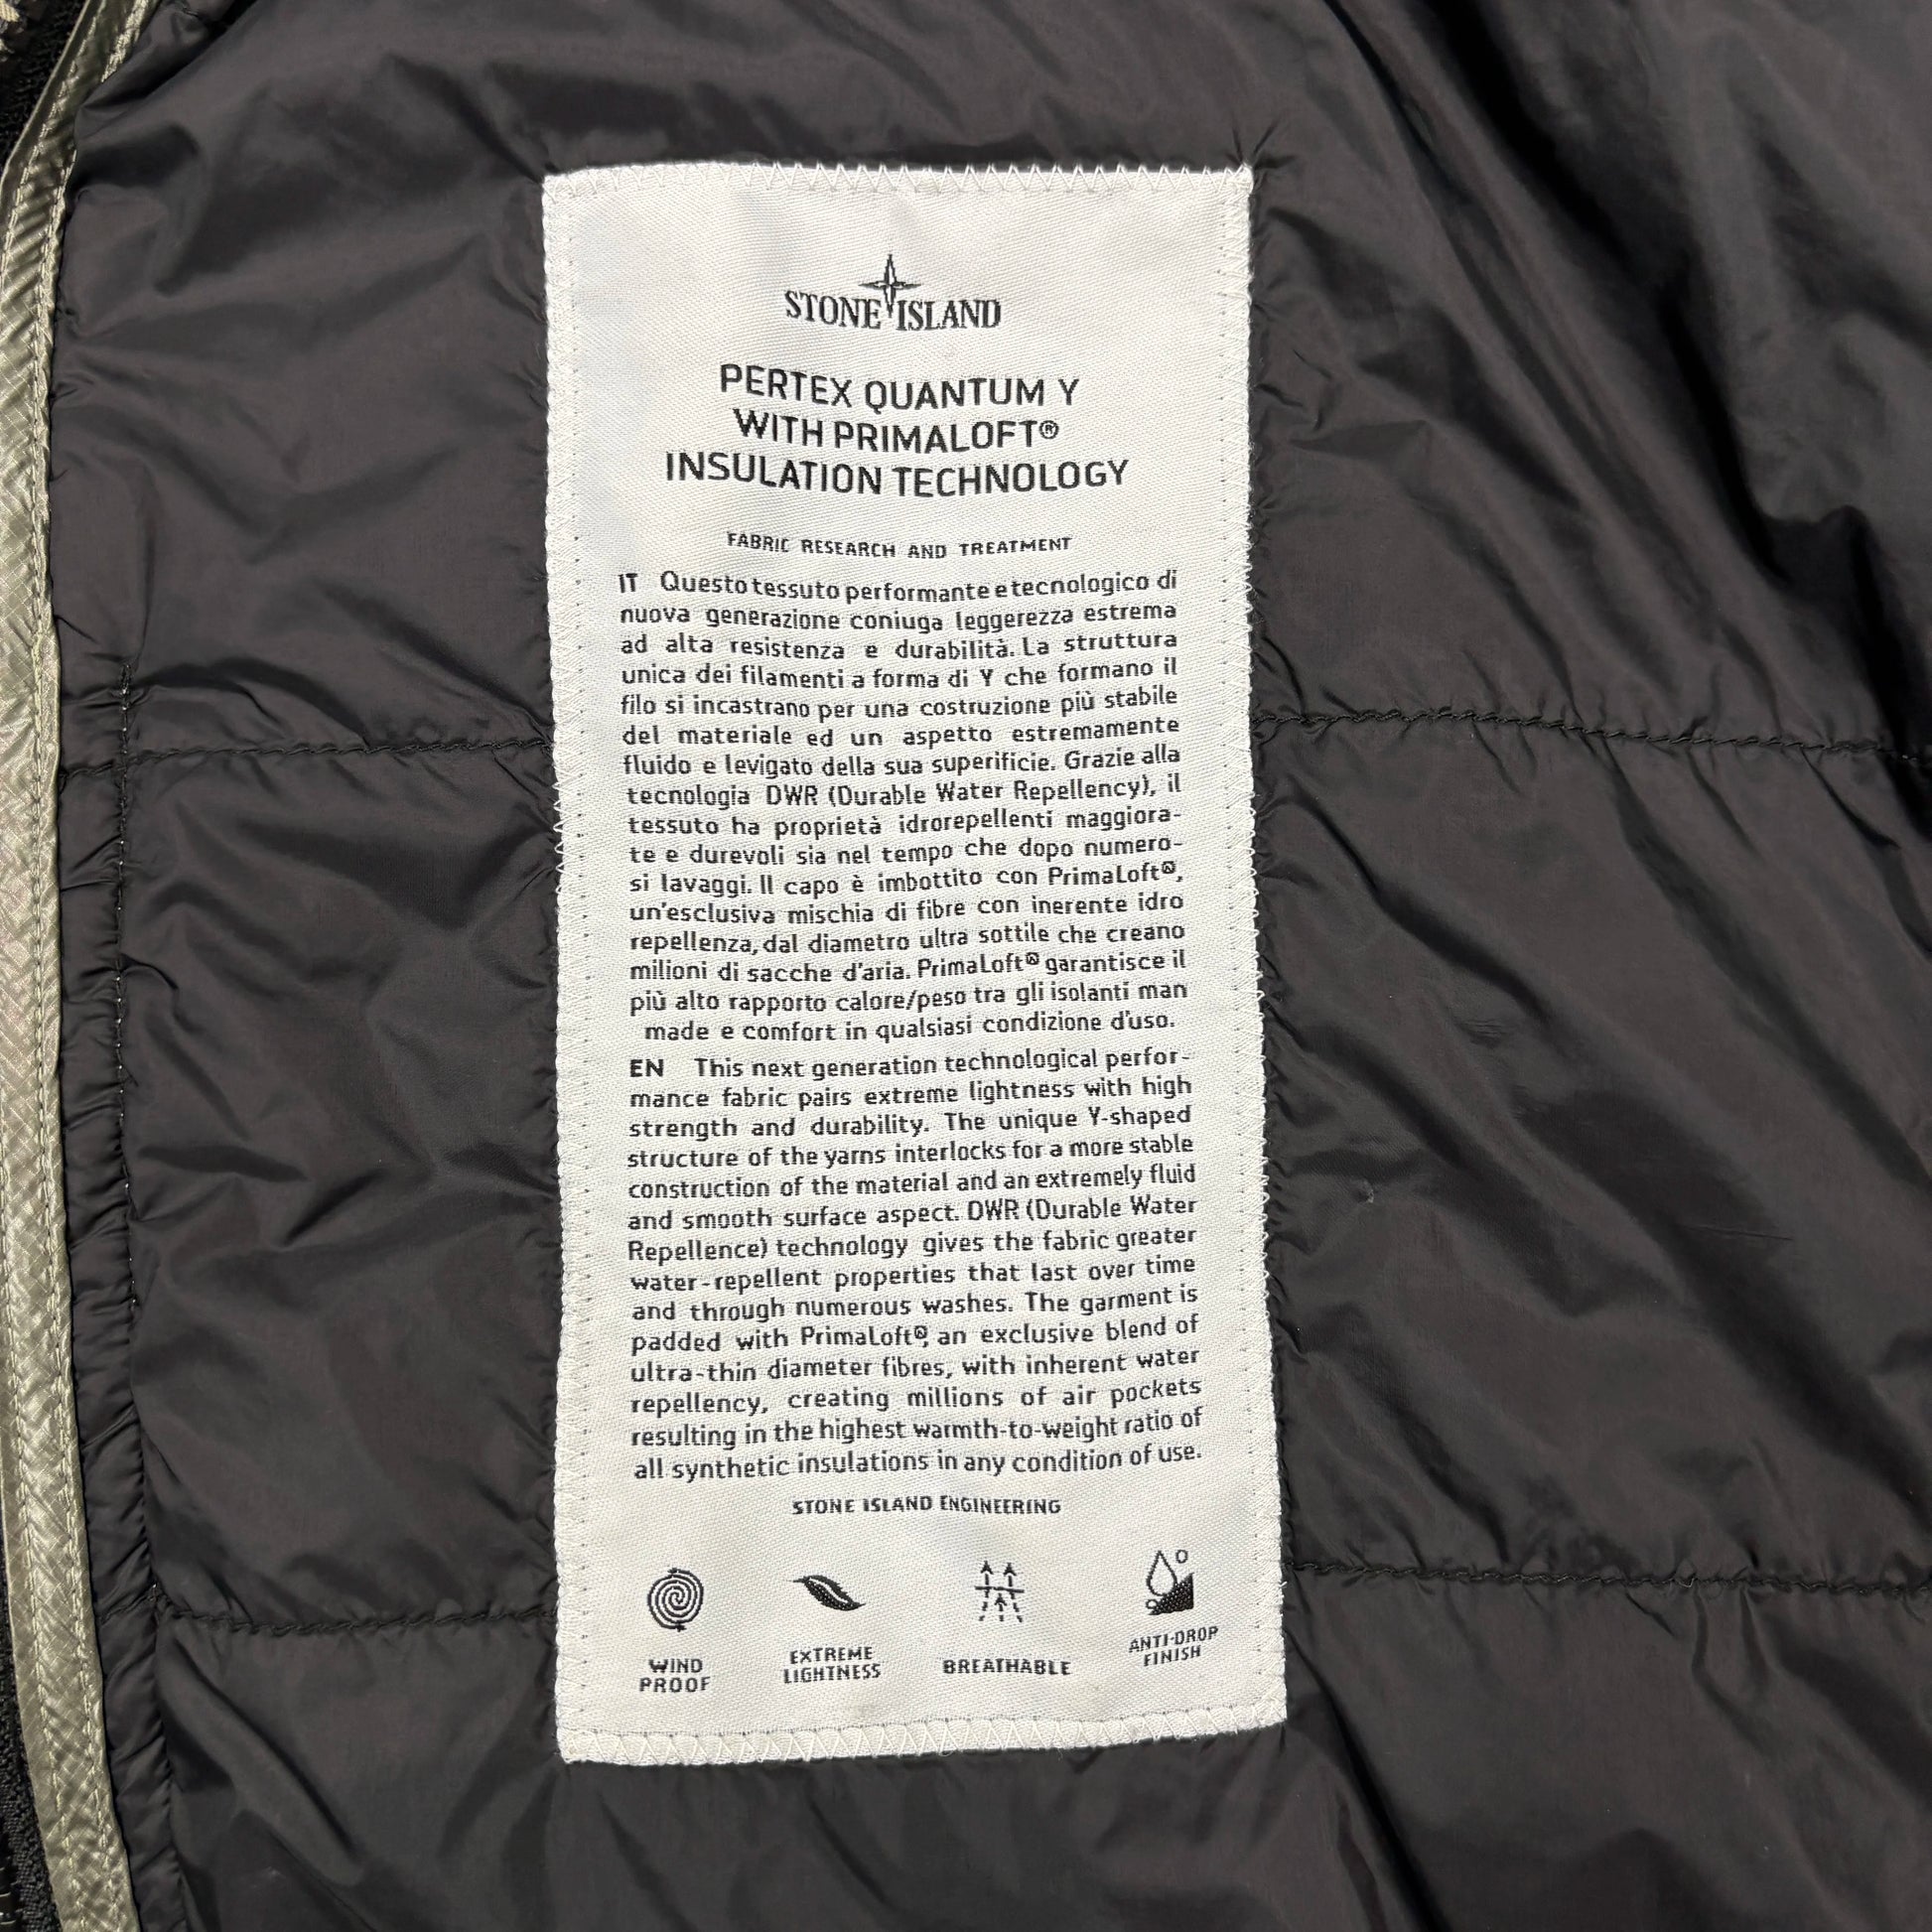 STONE ISLAND
PERTEX QUANTUM Y
WITH PRIMALOFT®
INSULATION TECHNOLOGY
FABRIC RESEARCH AND TREATMENT
IT Questo tessuto performante e tecnologico di
nuova generazione coniuga leggerezza estrema
ad alta resistenza e durabilità. La struttura
unica dei filamenti a forma di Y che formano il
filo si incastrano per una costruzione più stabile
del materiale ed un aspetto estremamente
fluido e levigato della sua superificie. Grazie alla
tecnologia DWR (Durable Water Repellency), il
tessuto ha proprietà idrorepellenti maggiora-
te e durevoli sia nel tempo che dopo numero-
si lavaggi. Il capo è imbottito con PrimaLoft®,
un'esclusiva mischia di fibre con inerente idro
repellenza, dal diametro ultra sottile che creano
milioni di sacche d'aria. PrimaLoft® garantisce il
più alto rapporto calore/peso tra gli isolanti man
made e comfort in qualsiasi condizione d'uso.
EN This next generation technological perfor-
mance fabric pairs extreme lightness with high
strength and durability. The unique Y-shaped
structure of the yarns interlocks for a more stable
construction of the material and an extremely fluid
and smooth surface aspect. DWR (Durable Water
Repellence) technology gives the fabric greater
water-repellent properties that last over time
and through numerous washes. The garment is
padded with PrimaLoft®, an exclusive blend of
ultra-thin diameter fibres, with inherent water
repellency, creating millions of air pockets
resulting in the highest warmth-to-weight ratio of
all synthetic insulations in any condition of use.
STONE ISLAND ENGINEERING
WIND
PROOF
EXTREME
LIGHTNESS
BREATHABLE
ANTI-DROP
FINISH